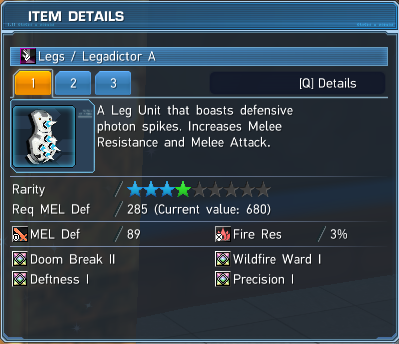 ITEM DETAILS
Legs / Legadictor A
1 2 3 [Q] Details
A Leg Unit that boasts defensive
photon spikes. Increases Melee
Resistance and Melee Attack.
Rarity /
Req MEL Def / 285 (Current value: 680)
MEL Def / 89 Fire Res / 3%
Doom Break II Wildfire Ward I
Deftness I Precision I